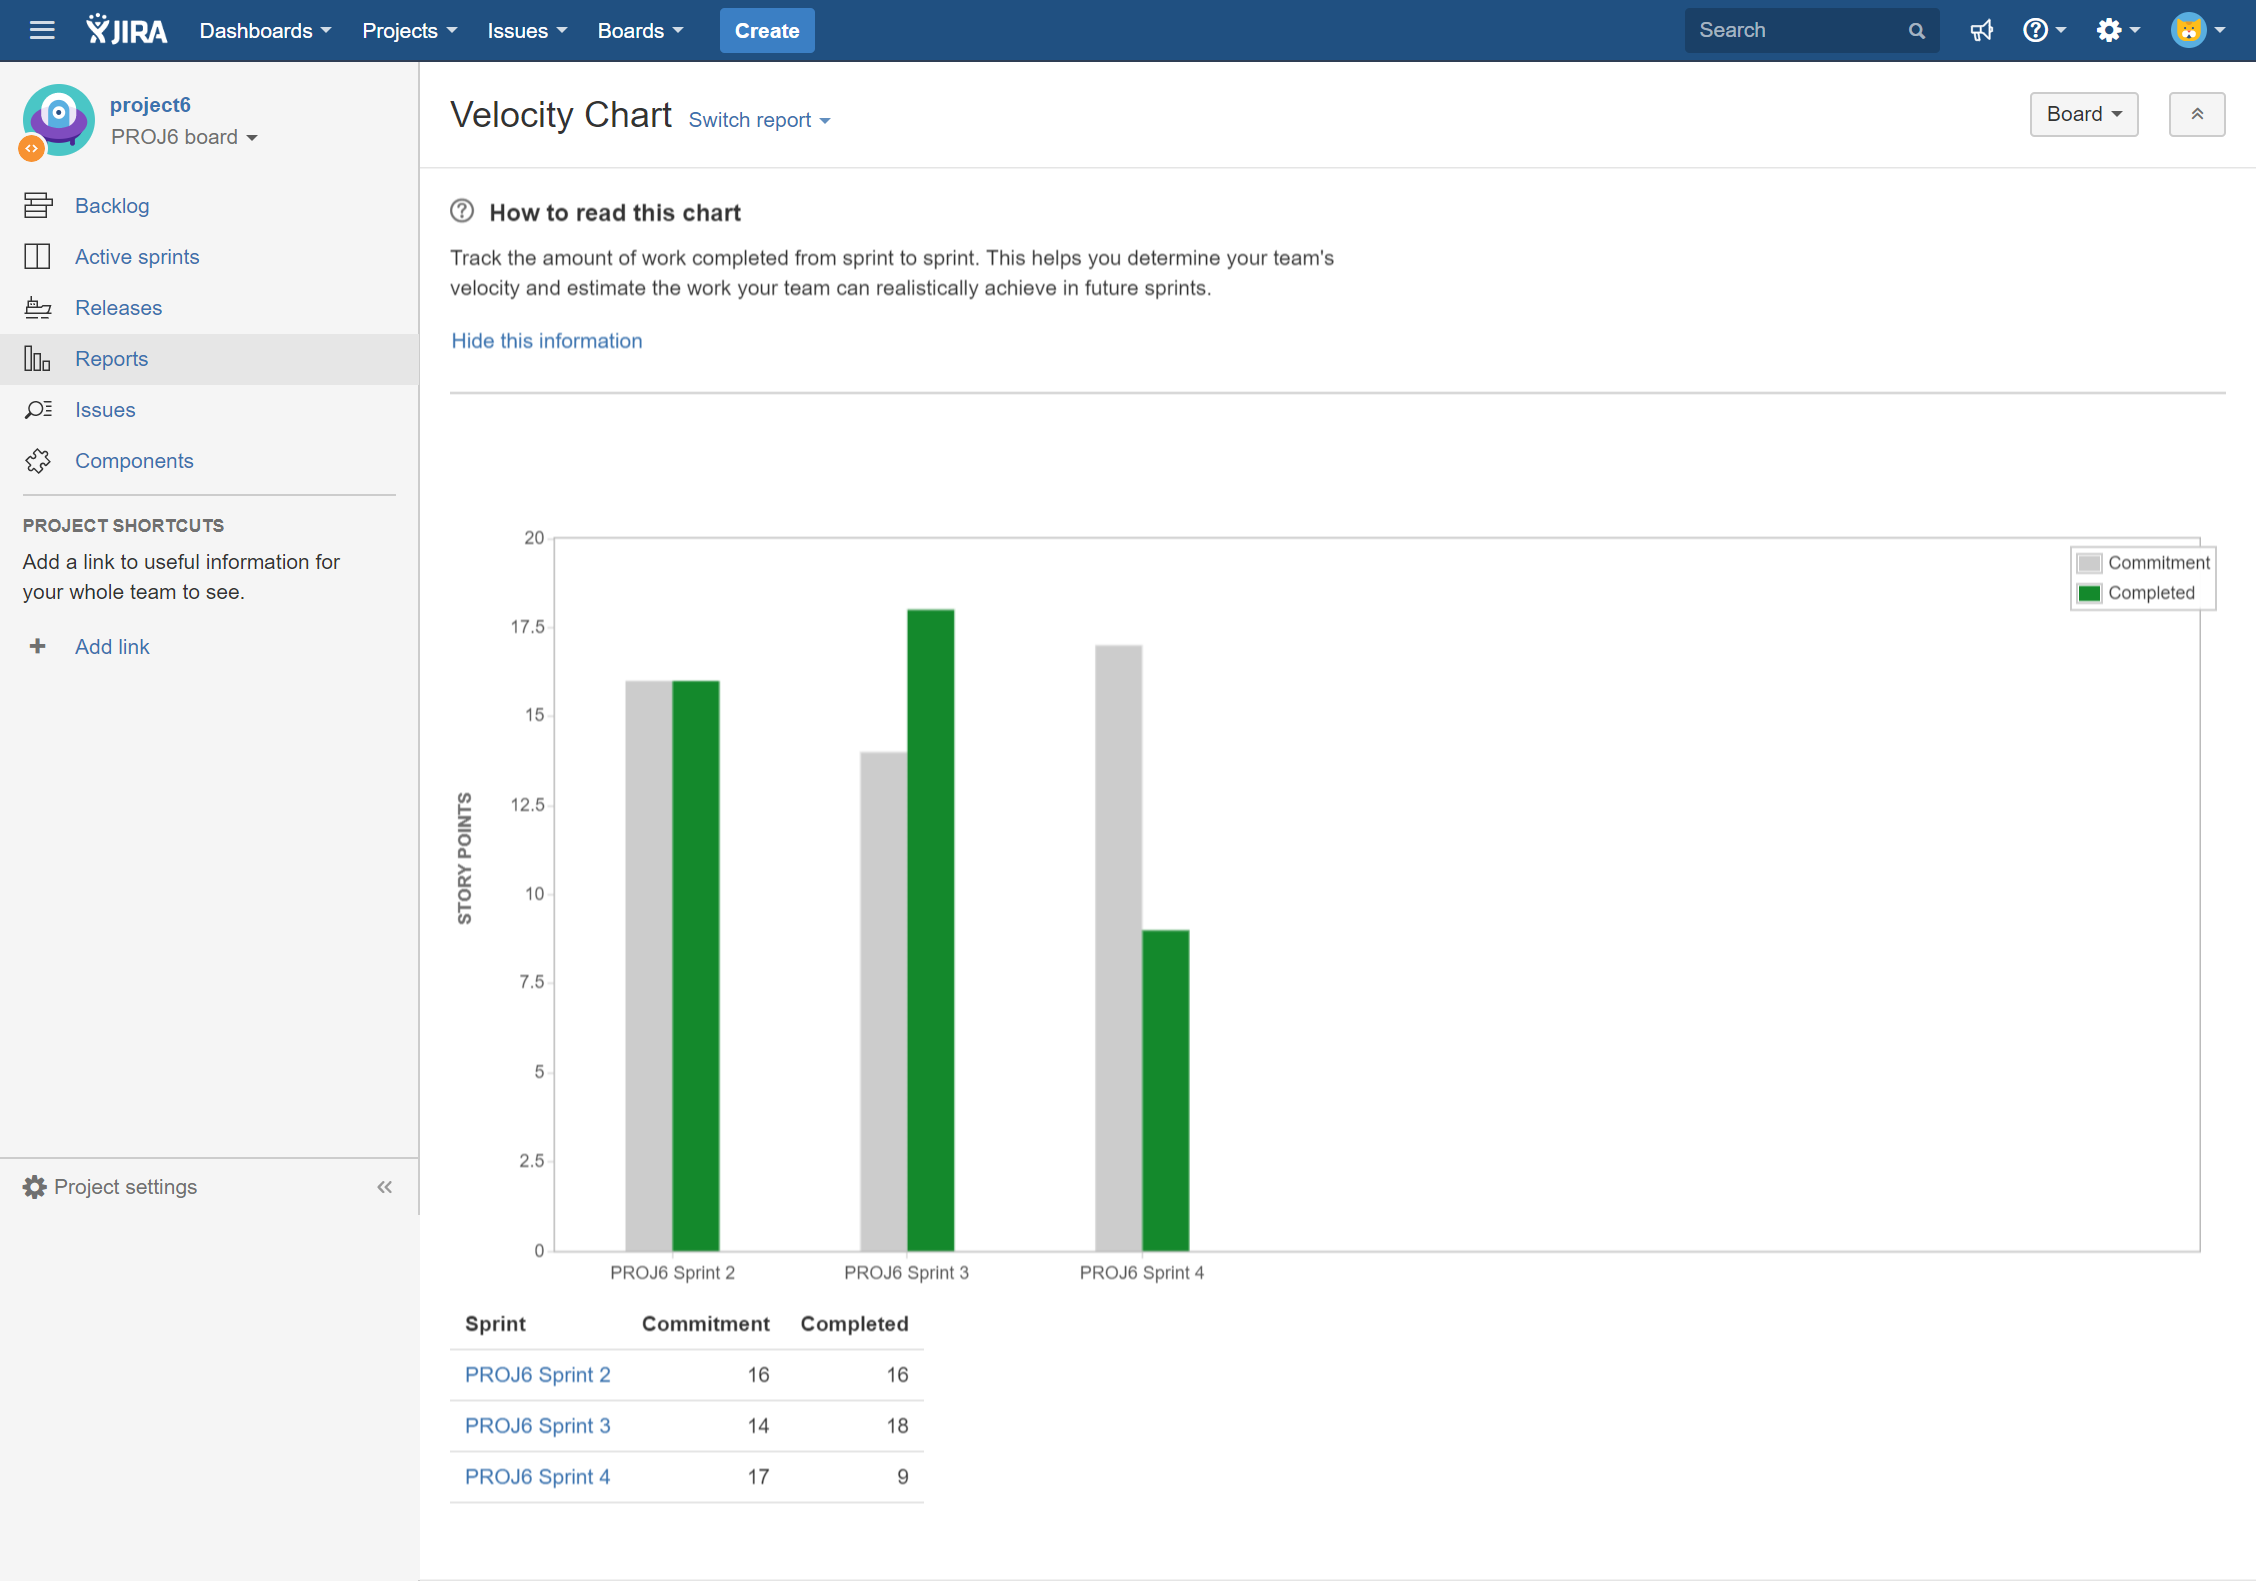 JIRA Dashboards Projects Issues Boards Create Search
project6
PROJ6 board
Backlog
Active sprints
Releases
Reports
Issues
Components
PROJECT SHORTCUTS
Add a link to useful information for
your whole team to see.
Add link
Project settings
Velocity Chart Switch report Board
How to read this chart
Track the amount of work completed from sprint to sprint. This helps you determine your team's
velocity and estimate the work your team can realistically achieve in future sprints.
Hide this information
STORY POINTS
20
17.5
15
12.5
10
7.5
5
2.5
0
Commitment
Completed
PROJ6 Sprint 2 PROJ6 Sprint 3 PROJ6 Sprint 4
Sprint Commitment Completed
PROJ6 Sprint 2 16 16
PROJ6 Sprint 3 14 18
PROJ6 Sprint 4 17 9